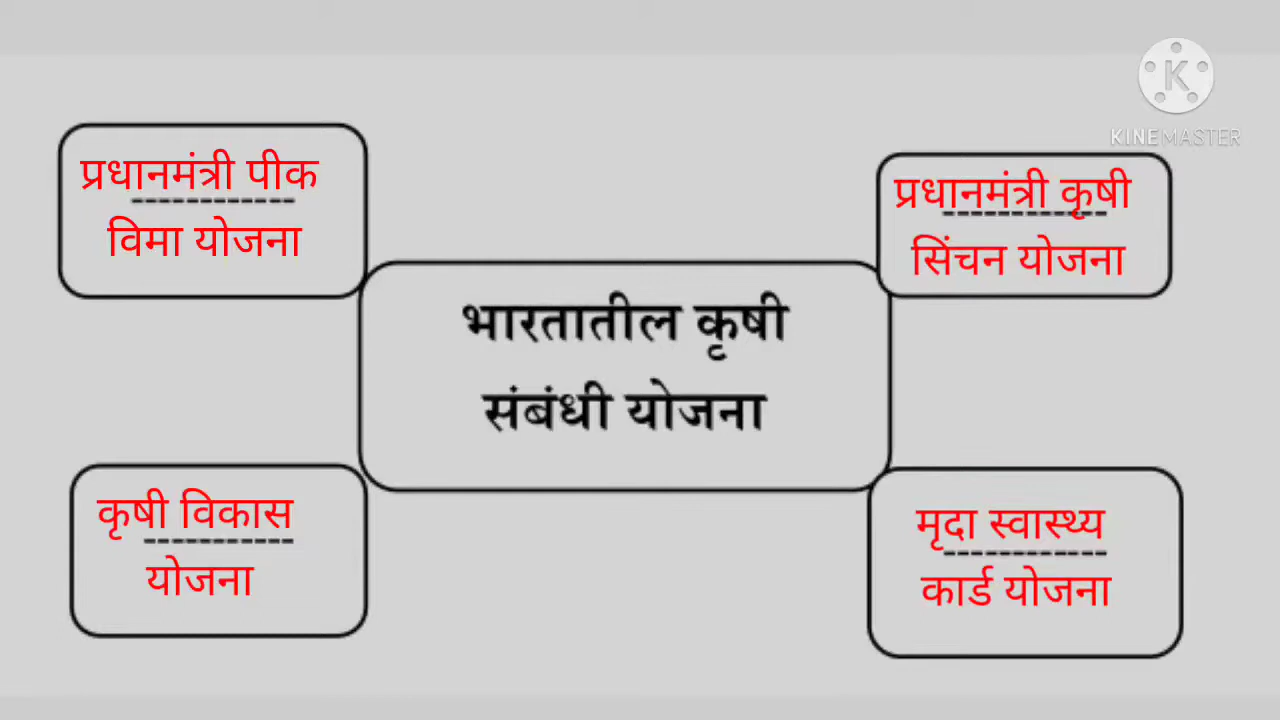 प्रधानमंत्री पीक
विमा योजना
KINEMASTER
प्रधानमंत्री कृषी
सिंचन योजना
भारतातील कृषी
संबंधी योजना
कृषी विकास
योजना
मृदा स्वास्थ्य
कार्ड योजना